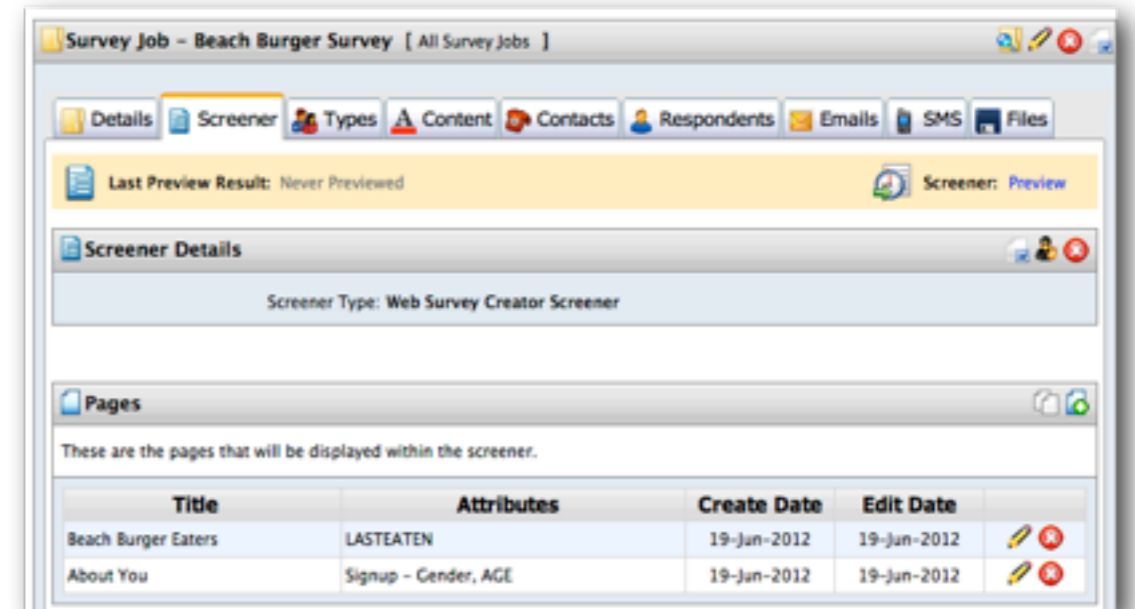 Survey Job – Beach Burger Survey [ All Survey Jobs ]
Details Screener Types Content Contacts Respondents Emails SMS Files
Last Preview Result: Never Previewed Screener: Preview
Screener Details
Screener Type: Web Survey Creator Screener
Pages
These are the pages that will be displayed within the screener.
Title Attributes Create Date Edit Date
Beach Burger Eaters LASTEATEN 19-Jun-2012 19-Jun-2012
About You Signup – Gender, AGE 19-Jun-2012 19-Jun-2012